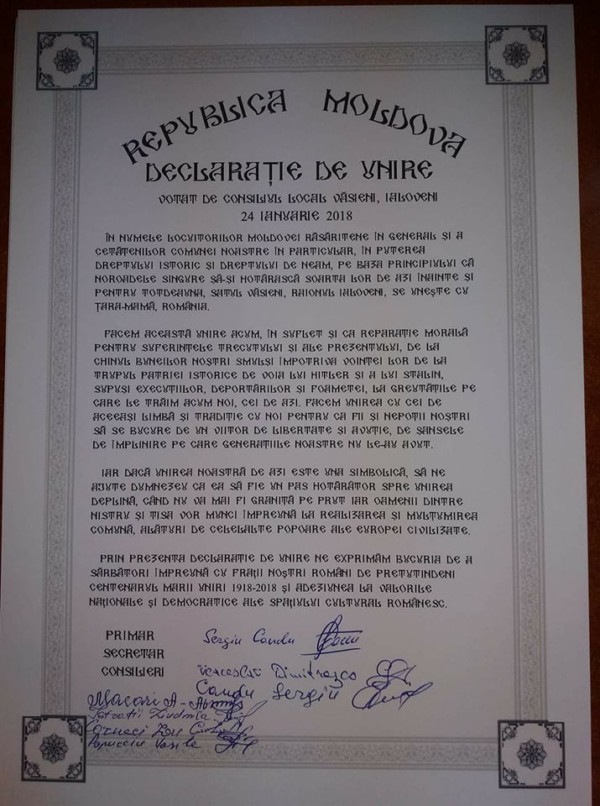 REPUBLICA MOLDOVA
DECLARAȚIE DE UNIRE
VOTAT DE CONSILIUL LOCAL VĂSIENI, IALOVENI
24 IANUARIE 2018
ÎN NUMELE LOCUITORILOR MOLDOVEI RĂSĂRITENE ÎN GENERAL ȘI A
CETĂȚENILOR COMUNEI NOASTRE ÎN PARTICULAR, ÎN PUTEREA
DREPTULUI ISTORIC ȘI DREPTULUI DE NEAM, PE BAZA PRINCIPIULUI CĂ
NOROADELE SINGURE SĂ-ȘI HOTĂRASCĂ SOARTA LOR DE AZI ÎNAINTE ȘI
PENTRU TOTDEAUNA, SATUL VĂSIENI, RAIONUL IALOVENI, SE UNEȘTE CU
ȚARA-MAMĂ, ROMÂNIA.
FACEM ACEASTĂ UNIRE ACUM, ÎN SUFLET ȘI CA REPARAȚIE MORALĂ
PENTRU SUFERINȚELE TRECUTULUI ȘI ALE PREZENTULUI, DE LA
CHINUL BUNEILOR NOȘTRI SMULȘI ÎMPOTRIVA VOINȚEI LOR DE LA
TRUPUL PATRIEI ISTORICE DE VOIA LUI HITLER ȘI A LUI STALIN,
SUPUȘI EXECUȚIILOR, DEPORTĂRILOR ȘI FOAMETEI, LA GREUTĂȚILE PE
CARE LE TRĂIM ACUM NOI, CEI DE AZI. FACEM UNIREA CU CEI DE
ACEEAȘI LIMBĂ ȘI TRADIȚIE CU NOI PENTRU CA FII ȘI NEPOȚII NOȘTRI
SĂ SE BUCURE DE UN VIITOR DE LIBERTATE ȘI AVUȚIE, DE ȘANSELE
DE ÎMPLINIRE PE CARE GENERAȚIILE NOASTRE NU LE-AU AVUT.
IAR DACĂ UNIREA NOASTRĂ DE AZI ESTE UNA SIMBOLICĂ, SĂ NE
AJUTE DUMNEZEU CA EA SĂ FIE UN PAS HOTĂRÂTOR SPRE UNIREA
DEPLINĂ, CÂND NU VA MAI FI GRANIȚĂ PE PRUT IAR OAMENII DINTRE
NISTRU ȘI TISA VOR MUNCI ÎMPREUNĂ LA REALIZAREA ȘI MULȚUMIREA
COMUNĂ, ALĂTURI DE CELELALTE POPOARE ALE EUROPEI CIVILIZATE.
PRIN PREZENTA DECLARAȚIE DE UNIRE NE EXPRIMĂM BUCURIA DE A
SĂRBĂTORI ÎMPREUNĂ CU FRAȚII NOȘTRI ROMÂNI DE PRETUTINDENI
CENTENARUL MARII UNIRI 1918-2018 ȘI ADEZIUNEA LA VALORILE
NAȚIONALE ȘI DEMOCRATICE ALE SPAȚIULUI CULTURAL ROMÂNESC.
PRIMAR Sergiu Candu
SECRETAR
CONSILIERI
Candu Sergiu
Macari A.
Vasile